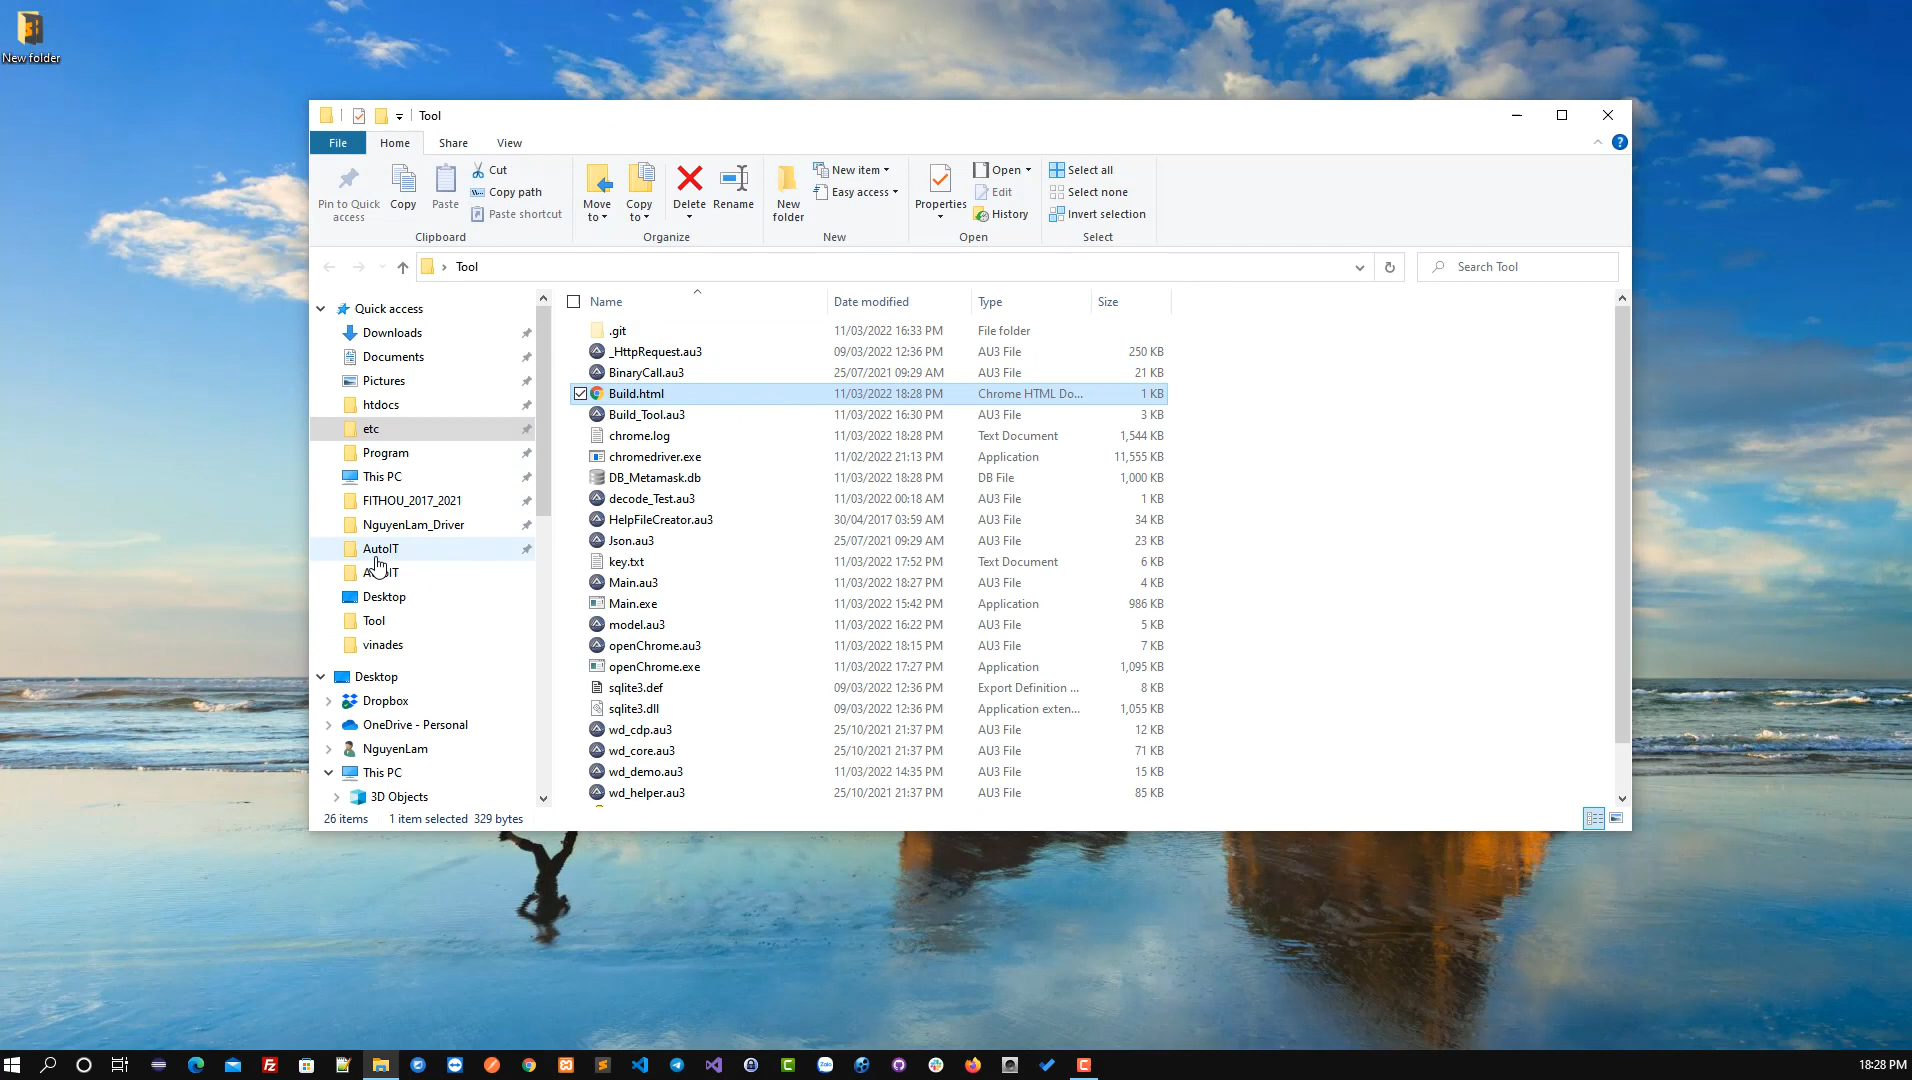 New folder
Tool
File
Home
Share
View
Pin to Quick
access
Copy
Paste
Cut
Copy path
Paste shortcut
Clipboard
Move
to
Copy
to
Delete
Rename
Organize
New
folder
New item
Easy access
New
Properties
Open
Edit
History
Open
Select all
Select none
Invert selection
Select
Tool
Search Tool
Quick access
Downloads
Documents
Pictures
htdocs
etc
Program
This PC
FITHOU_2017_2021
NguyenLam_Driver
AutoIT
Desktop
Tool
vinades
Desktop
Dropbox
OneDrive - Personal
NguyenLam
This PC
3D Objects
Name Date modified Type Size
.git 11/03/2022 16:33 PM File folder
_HttpRequest.au3 09/03/2022 12:36 PM AU3 File 250 KB
BinaryCall.au3 25/07/2021 09:29 AM AU3 File 21 KB
Build.html 11/03/2022 18:28 PM Chrome HTML Do... 1 KB
Build_Tool.au3 11/03/2022 16:30 PM AU3 File 3 KB
chrome.log 11/03/2022 18:28 PM Text Document 1,544 KB
chromedriver.exe 11/02/2022 21:13 PM Application 11,555 KB
DB_Metamask.db 11/03/2022 18:28 PM DB File 1,000 KB
decode_Test.au3 11/03/2022 00:18 AM AU3 File 1 KB
HelpFileCreator.au3 30/04/2017 03:59 AM AU3 File 34 KB
Json.au3 25/07/2021 09:29 AM AU3 File 23 KB
key.txt 11/03/2022 17:52 PM Text Document 6 KB
Main.au3 11/03/2022 18:27 PM AU3 File 4 KB
Main.exe 11/03/2022 15:42 PM Application 986 KB
model.au3 11/03/2022 16:22 PM AU3 File 5 KB
openChrome.au3 11/03/2022 18:15 PM AU3 File 7 KB
openChrome.exe 11/03/2022 17:27 PM Application 1,095 KB
sqlite3.def 09/03/2022 12:36 PM Export Definition ... 8 KB
sqlite3.dll 09/03/2022 12:36 PM Application exten... 1,055 KB
wd_cdp.au3 25/10/2021 21:37 PM AU3 File 12 KB
wd_core.au3 25/10/2021 21:37 PM AU3 File 71 KB
wd_demo.au3 11/03/2022 14:35 PM AU3 File 15 KB
wd_helper.au3 25/10/2021 21:37 PM AU3 File 85 KB
26 items 1 item selected 329 bytes
18:28 PM